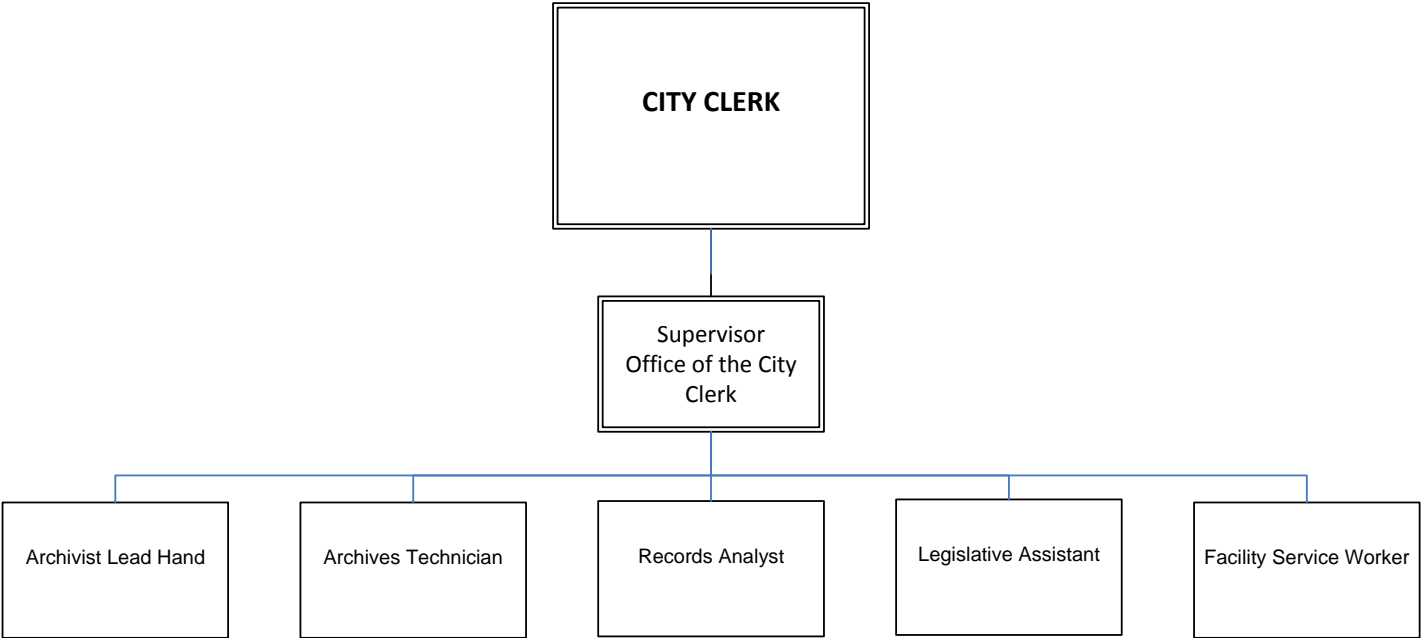 CITY CLERK
Supervisor
Office of the City
Clerk
Archivist Lead Hand
Archives Technician
Records Analyst
Legislative Assistant
Facility Service Worker